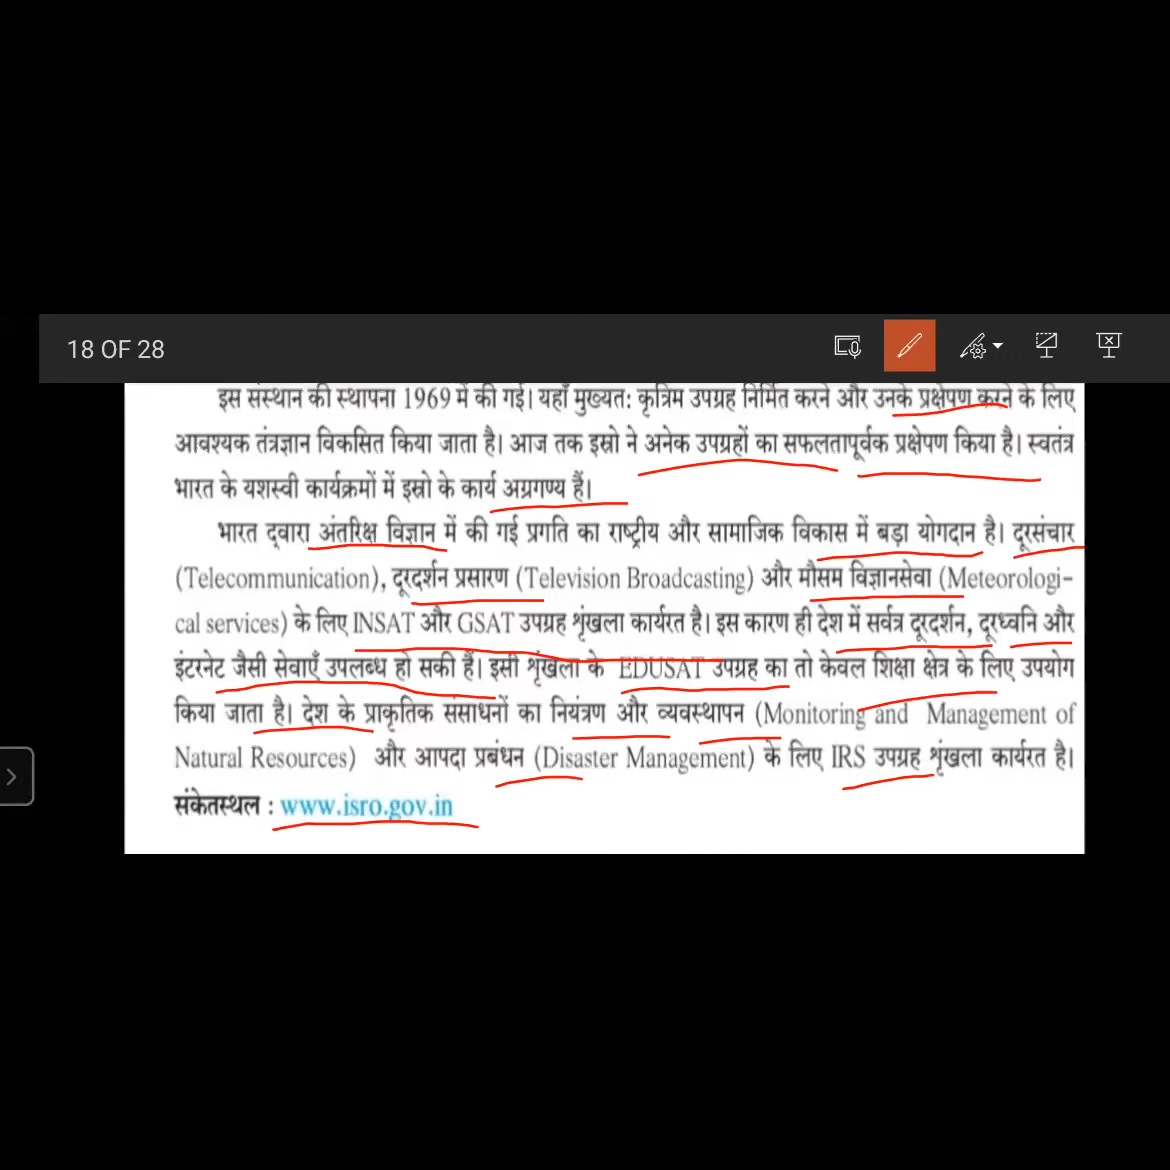 18 OF 28
इस संस्थान की स्थापना 1969 में की गई। यहाँ मुख्यतः कृत्रिम उपग्रह निर्मित करने और उनके प्रक्षेपण करने के लिए
आवश्यक तंत्रज्ञान विकसित किया जाता है। आज तक इस्रो ने अनेक उपग्रहों का सफलतापूर्वक प्रक्षेपण किया है। स्वतंत्र
भारत के यशस्वी कार्यक्रमों में इस्रो के कार्य अग्रगण्य हैं।
भारत द्वारा अंतरिक्ष विज्ञान में की गई प्रगति का राष्ट्रीय और सामाजिक विकास में बड़ा योगदान है। दूरसंचार
(Telecommunication), दूरदर्शन प्रसारण (Television Broadcasting) और मौसम विज्ञानसेवा (Meteorologi-
cal services) के लिए INSAT और GSAT उपग्रह शृंखला कार्यरत है। इस कारण ही देश में सर्वत्र दूरदर्शन, दूरध्वनि और
इंटरनेट जैसी सेवाएँ उपलब्ध हो सकी हैं। इसी शृंखला के EDUSAT उपग्रह का तो केवल शिक्षा क्षेत्र के लिए उपयोग
किया जाता है। देश के प्राकृतिक संसाधनों का नियंत्रण और व्यवस्थापन (Monitoring and Management of
Natural Resources) और आपदा प्रबंधन (Disaster Management) के लिए IRS उपग्रह शृंखला कार्यरत है।
संकेतस्थल : www.isro.gov.in